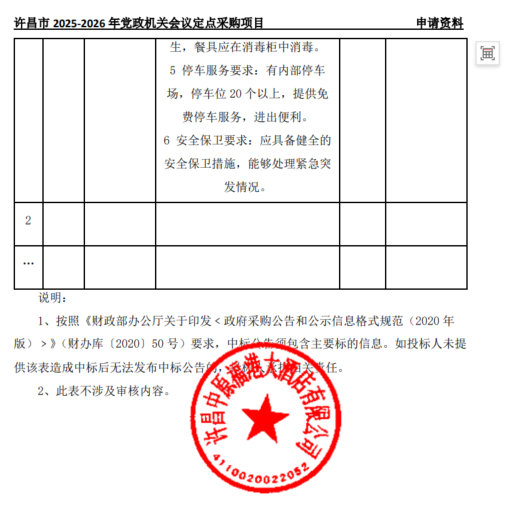 许昌市 2025-2026 年党政机关会议定点采购项目 申请资料
生，餐具应在消毒柜中消毒。
5 停车服务要求：有内部停车
场，停车位 20 个以上，提供免
费停车服务，进出便利。
6 安全保卫要求：应具备健全的
安全保卫措施，能够处理紧急突
发情况。
2
…
说明：
1、按照《财政部办公厅关于印发＜政府采购公告和公示信息格式规范（2020 年
版）＞》（财办库〔2020〕50 号）要求，中标公告须包含主要标的信息。如投标人未提
供该表造成中标后无法发布中标公告的，承担相关责任。
2、此表不涉及审核内容。
许昌中原福港大酒店有限公司
4110020022052